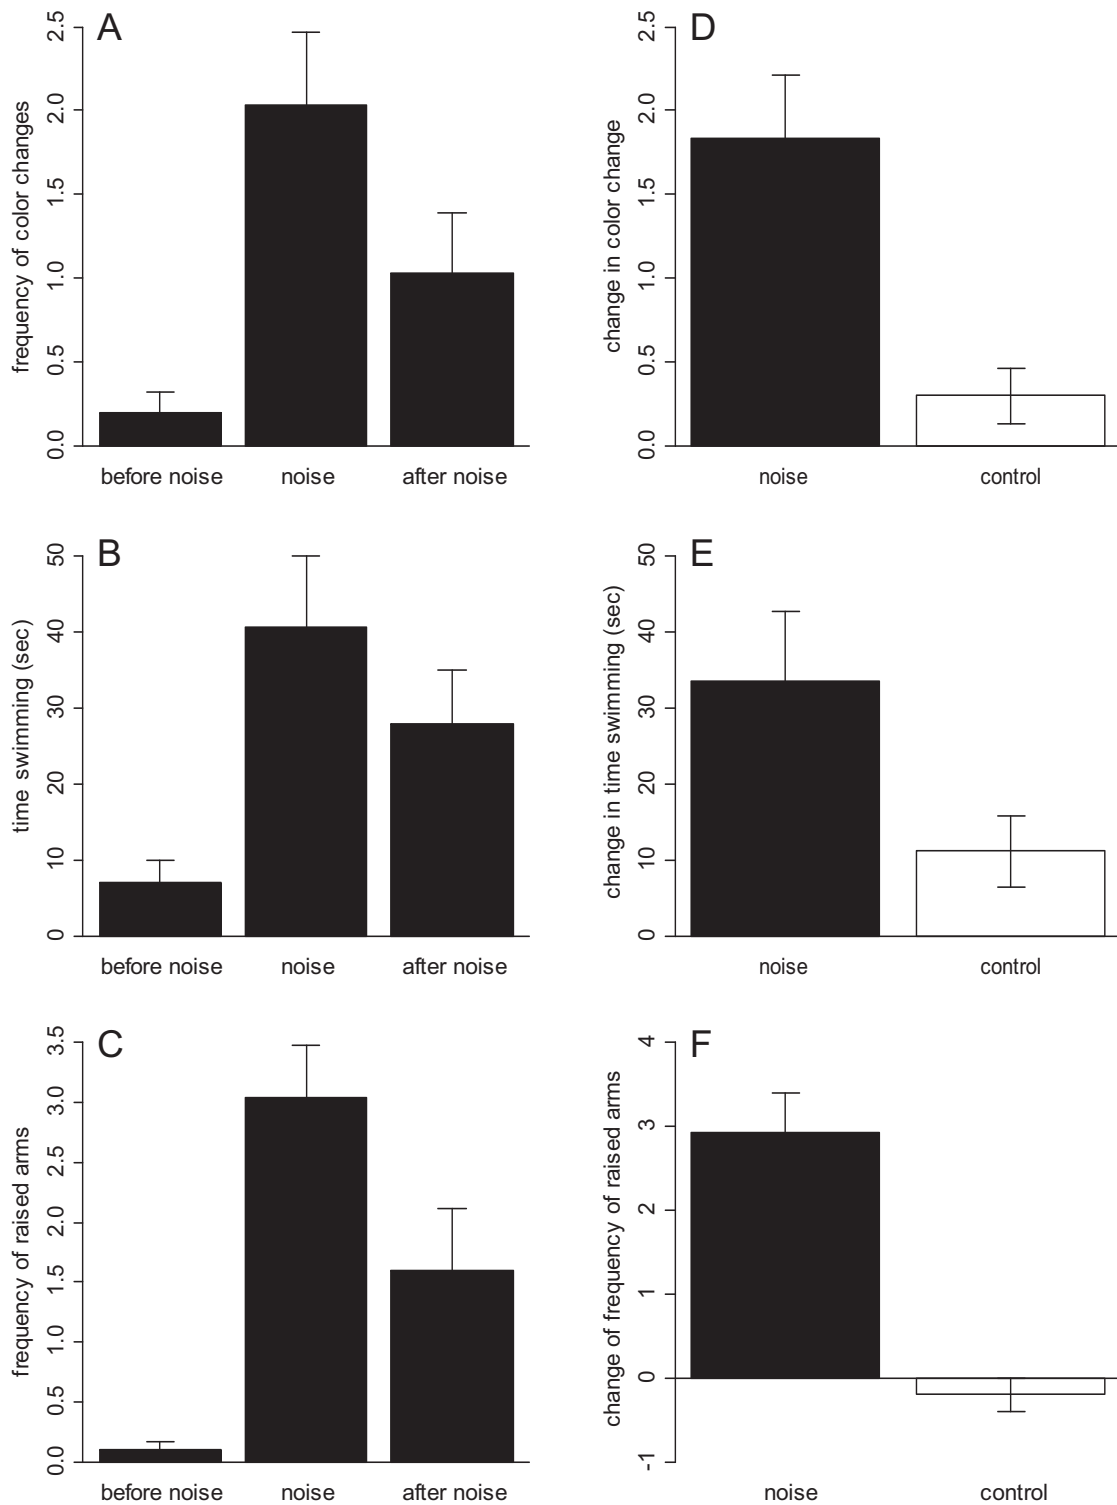 A
frequency of color changes
2.5
2.0
1.5
1.0
0.5
0.0
before noise noise after noise
D
change in color change
2.5
2.0
1.5
1.0
0.5
0.0
noise control
B
time swimming (sec)
50
40
30
20
10
0
before noise noise after noise
E
change in time swimming (sec)
50
40
30
20
10
0
noise control
C
frequency of raised arms
3.5
3.0
2.5
2.0
1.5
1.0
0.5
0.0
before noise noise after noise
F
change of frequency of raised arms
4
3
2
1
0
-1
noise control